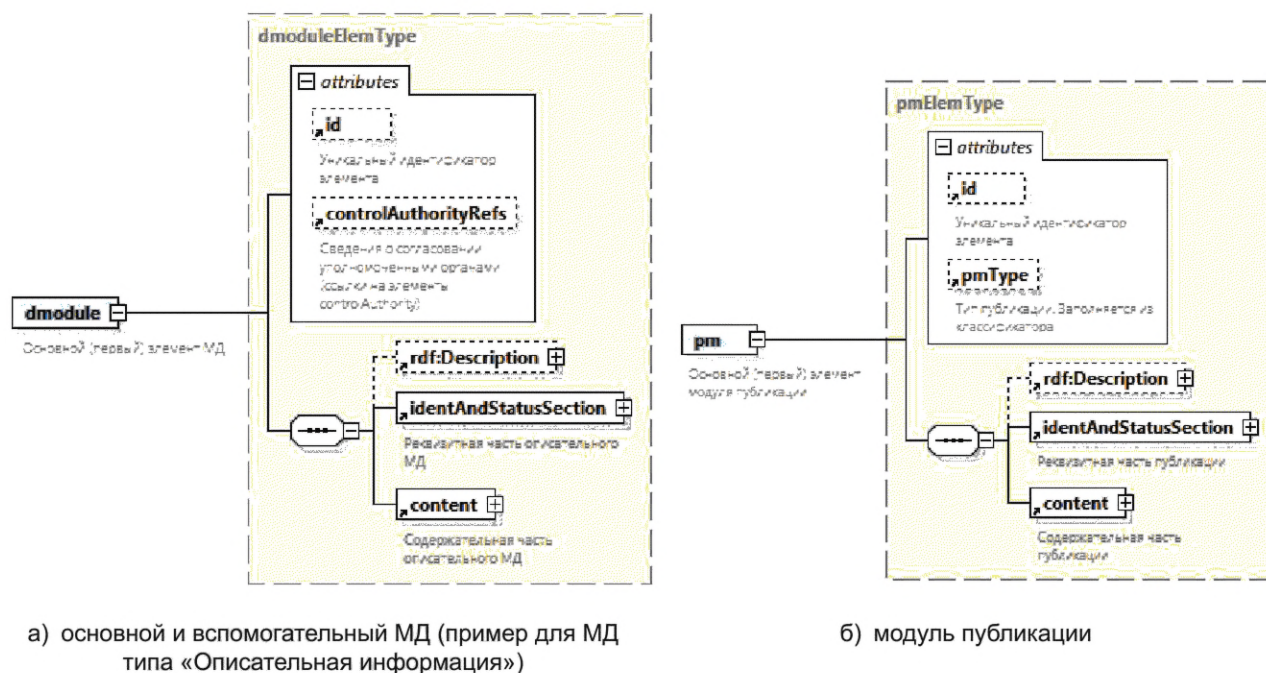 dmoduleElemType
attributes
id
Уникальный идентификатор
элемента
controlAuthorityRefs
Сведения о согласовании
уполномоченными органами
(ссылки на элементы
controlAuthority)
dmodule
Основной (первый) элемент МД
rdf:Description
identAndStatusSection
Реквизитная часть описательного
МД
content
Содержательная часть
описательного МД
а) основной и вспомогательный МД (пример для МД
типа «Описательная информация»)
pmElemType
attributes
id
Уникальный идентификатор
элемента
pmType
Тип публикации. Заполняется из
классификатора
pm
Основной (первый) элемент
модуля публикации
rdf:Description
identAndStatusSection
Реквизитная часть публикации
content
Содержательная часть
публикации
б) модуль публикации